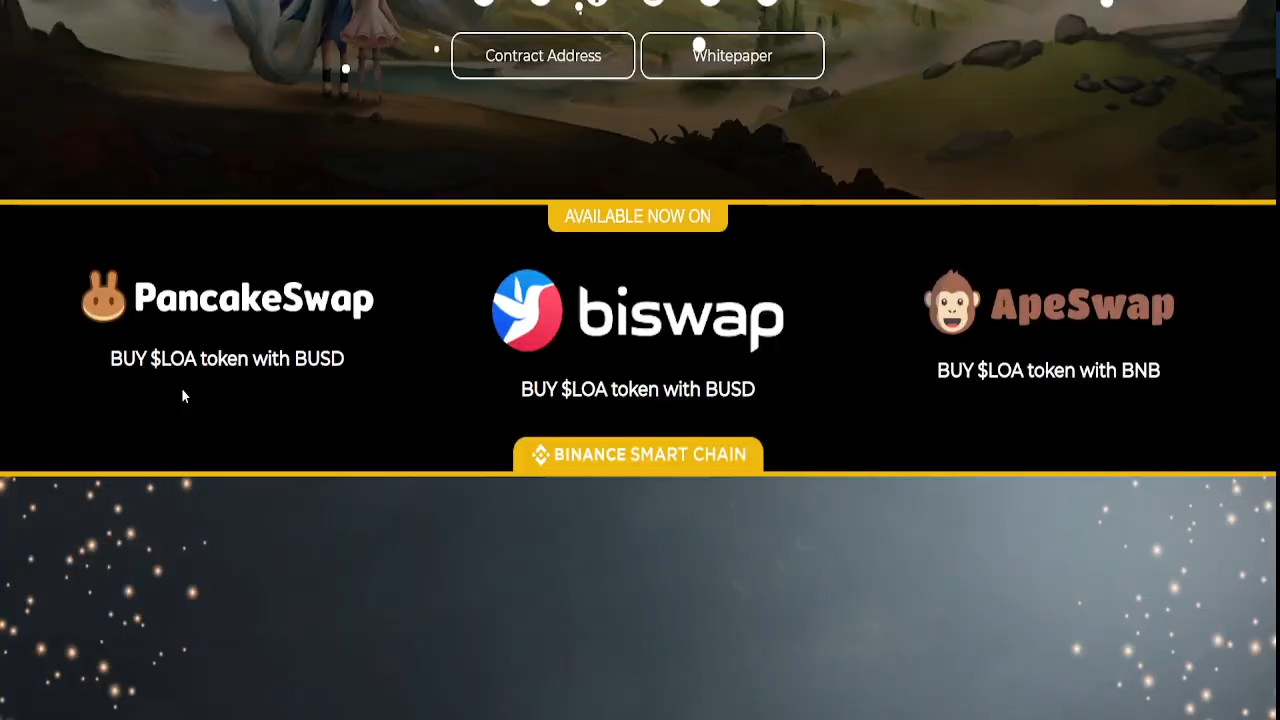 Contract Address
Whitepaper
AVAILABLE NOW ON
PancakeSwap
biswap
ApeSwap
BUY $LOA token with BUSD
BUY $LOA token with BUSD
BUY $LOA token with BNB
BINANCE SMART CHAIN